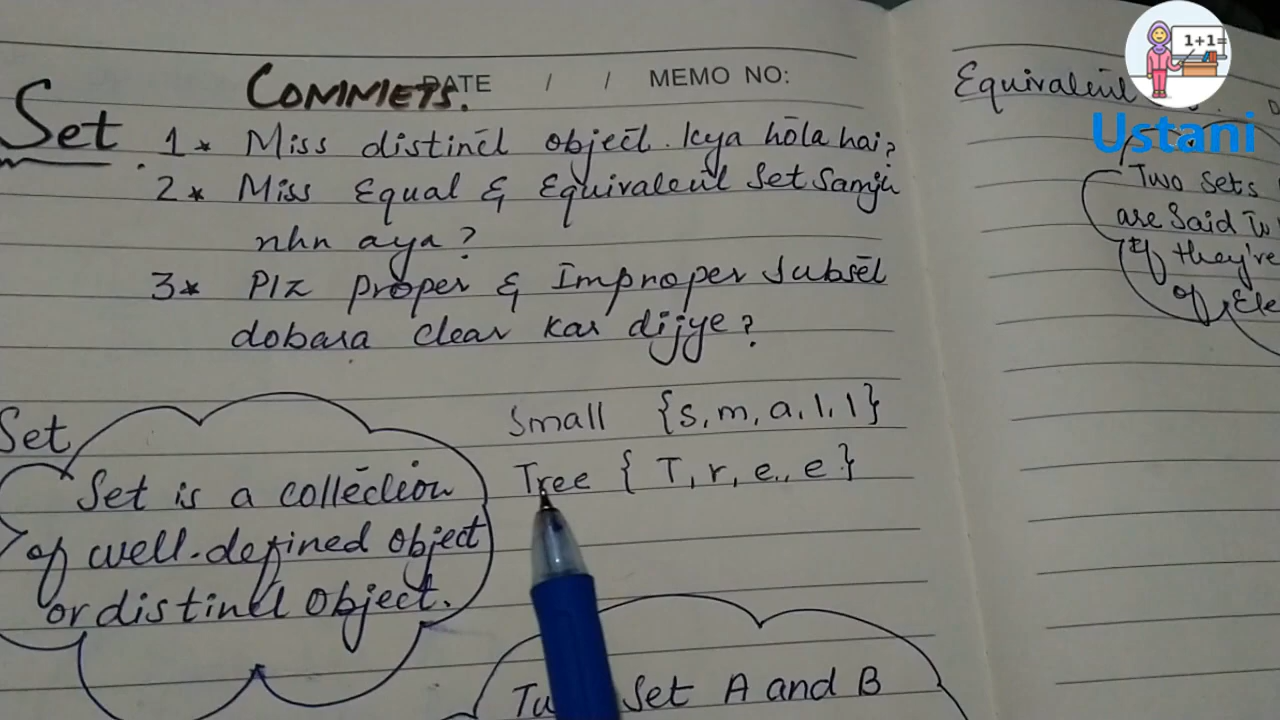 Set
COMMETS.
DATE / / MEMO NO:
1* Miss distinct object. kya hota hai?
2* Miss Equal & Equivalent Set Samjh
nhn aya?
3* Plz proper & Improper Subset
dobara clear kar dijye?
Set
Set is a collection
of well-defined object
or distinct object.
Small {s, m, a, l, l}
Tree { T, r, e, e }
Set A and B
Equivalent
1+1=
Ustani
Two Sets
are said to
If they're
of Ele